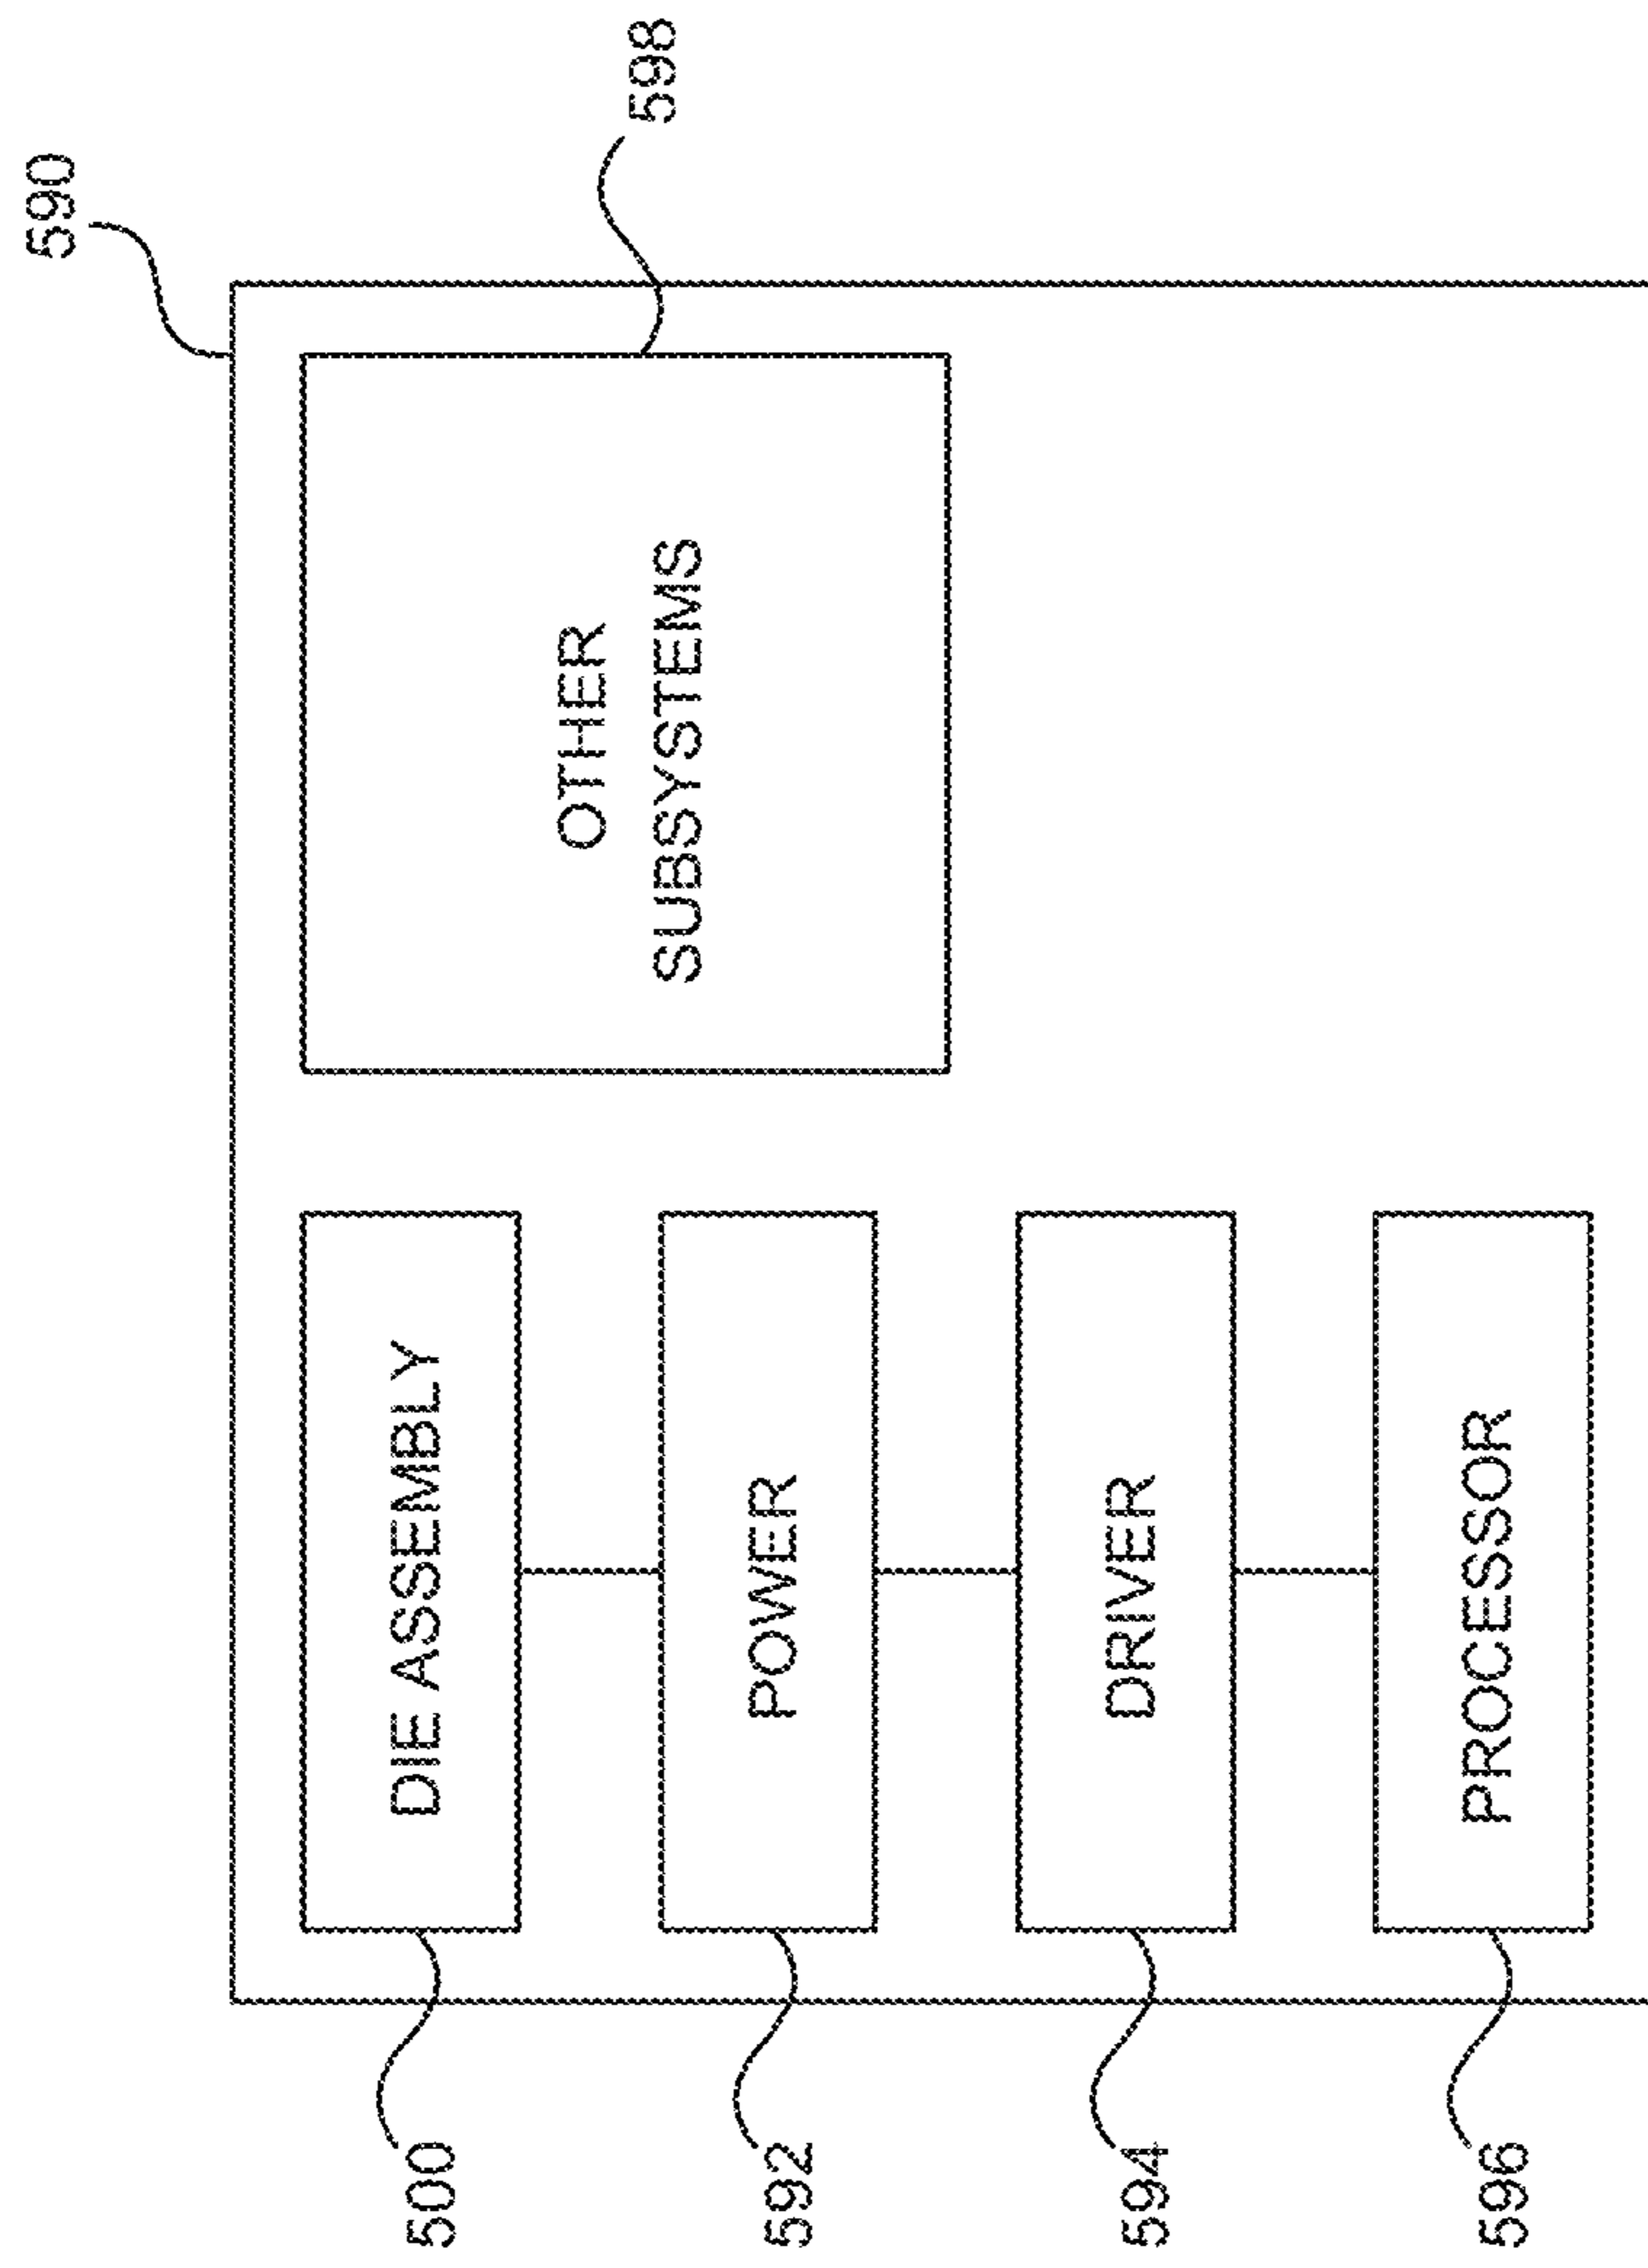 590
500
DIE ASSEMBLY
OTHER
SUBSYSTEMS
598
592
POWER
594
DRIVER
596
PROCESSOR